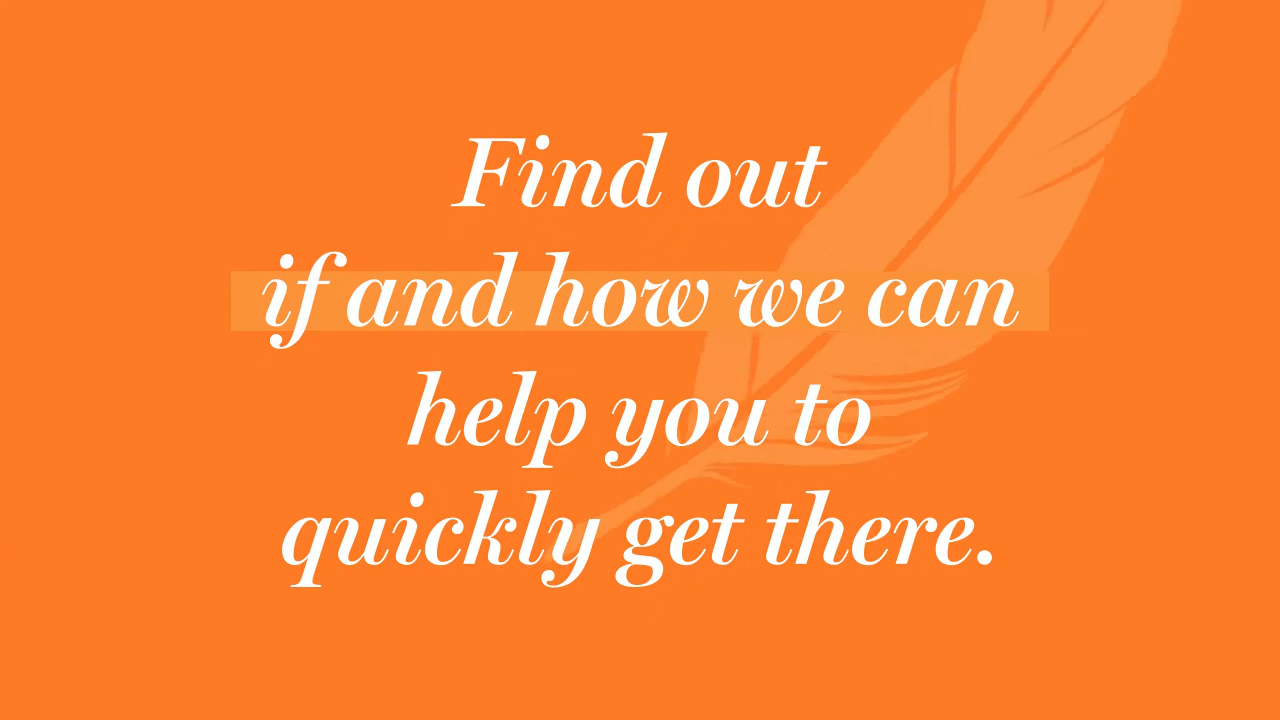 Find out
if and how we can
help you to
quickly get there.